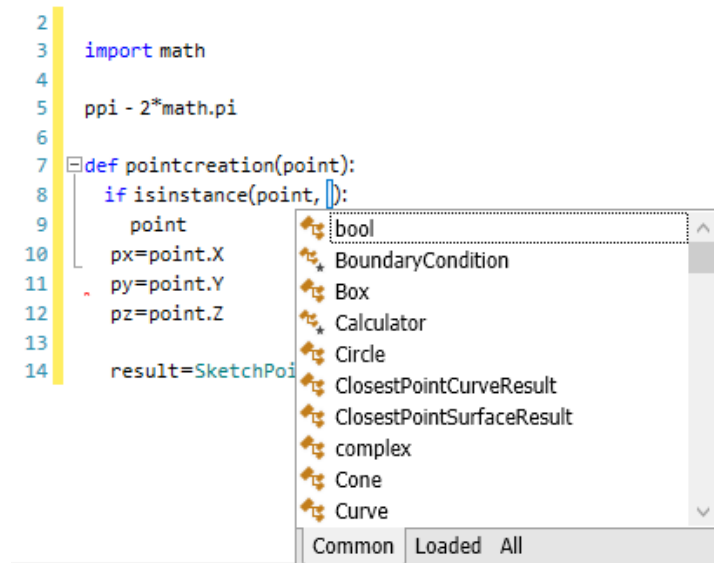 2
3 import math
4
5 ppi - 2*math.pi
6
7 def pointcreation(point):
8 if isinstance(point, ):
9 point
10 px=point.X
11 py=point.Y
12 pz=point.Z
13
14 result=SketchPoi
bool
BoundaryCondition
Box
Calculator
Circle
ClosestPointCurveResult
ClosestPointSurfaceResult
complex
Cone
Curve
Common Loaded All